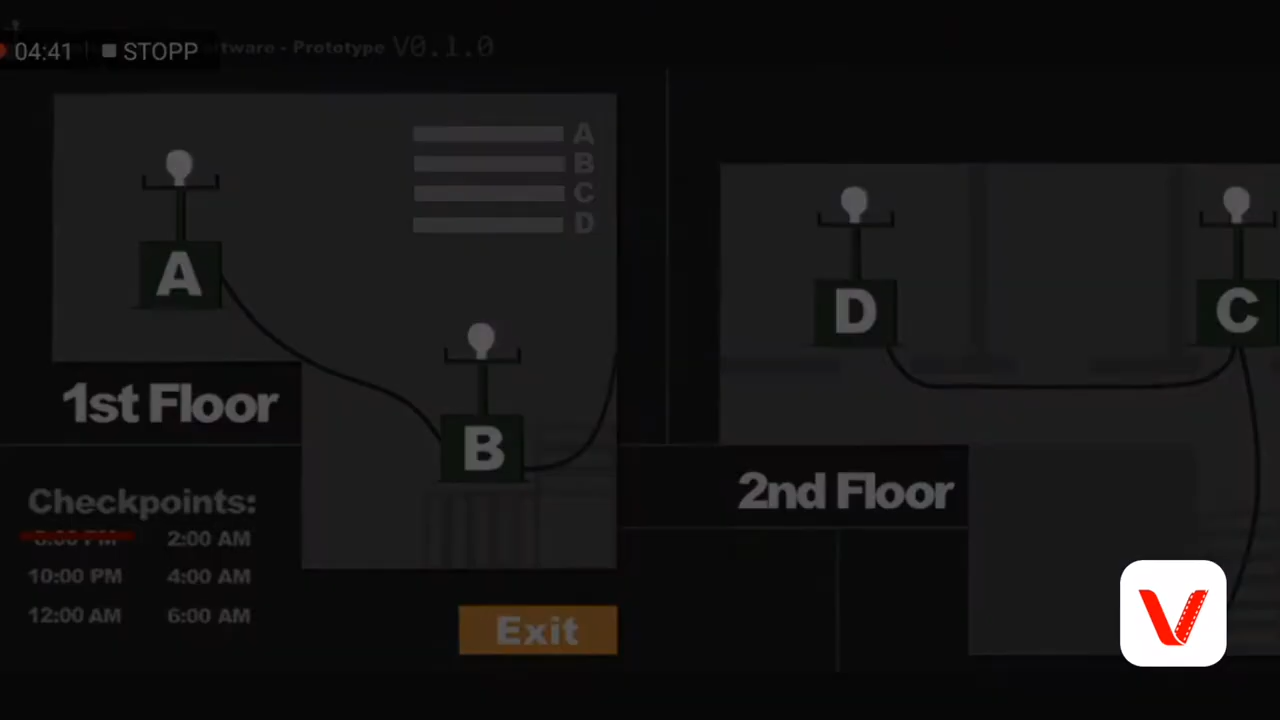 04:41 STOPP
tware - Prototype V0.1.0
A
B
C
D
A
B
1st Floor
D
C
2nd Floor
Checkpoints:
2:00 AM
10:00 PM 4:00 AM
12:00 AM 6:00 AM
Exit
V